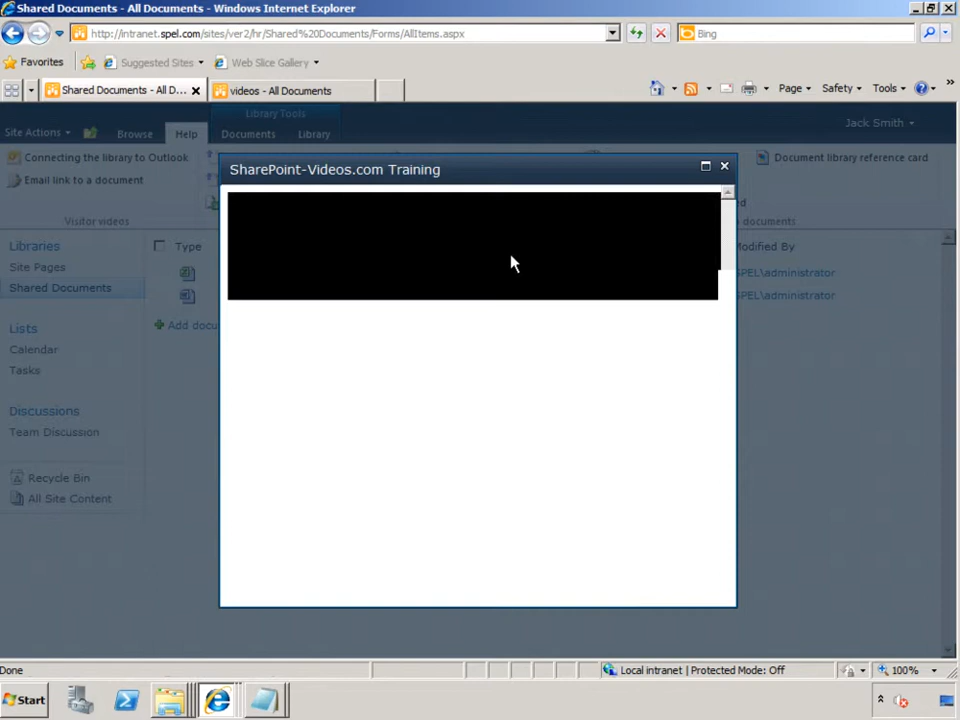 Shared Documents - All Documents - Windows Internet Explorer
http://intranet.spel.com/sites/ver2/hr/Shared%20Documents/Forms/AllItems.aspx
Bing
Favorites
Suggested Sites
Web Slice Gallery
Shared Documents - All D...
videos - All Documents
Page
Safety
Tools
Library Tools
Site Actions
Browse
Help
Documents
Library
Jack Smith
Connecting the library to Outlook
Document library reference card
SharePoint-Videos.com Training
Email link to a document
Visitor videos
documents
Libraries
Type
Modified By
Site Pages
SPEL\administrator
Shared Documents
SPEL\administrator
Add docu
Lists
Calendar
Tasks
Discussions
Team Discussion
Recycle Bin
All Site Content
Done
Local intranet | Protected Mode: Off
100%
Start